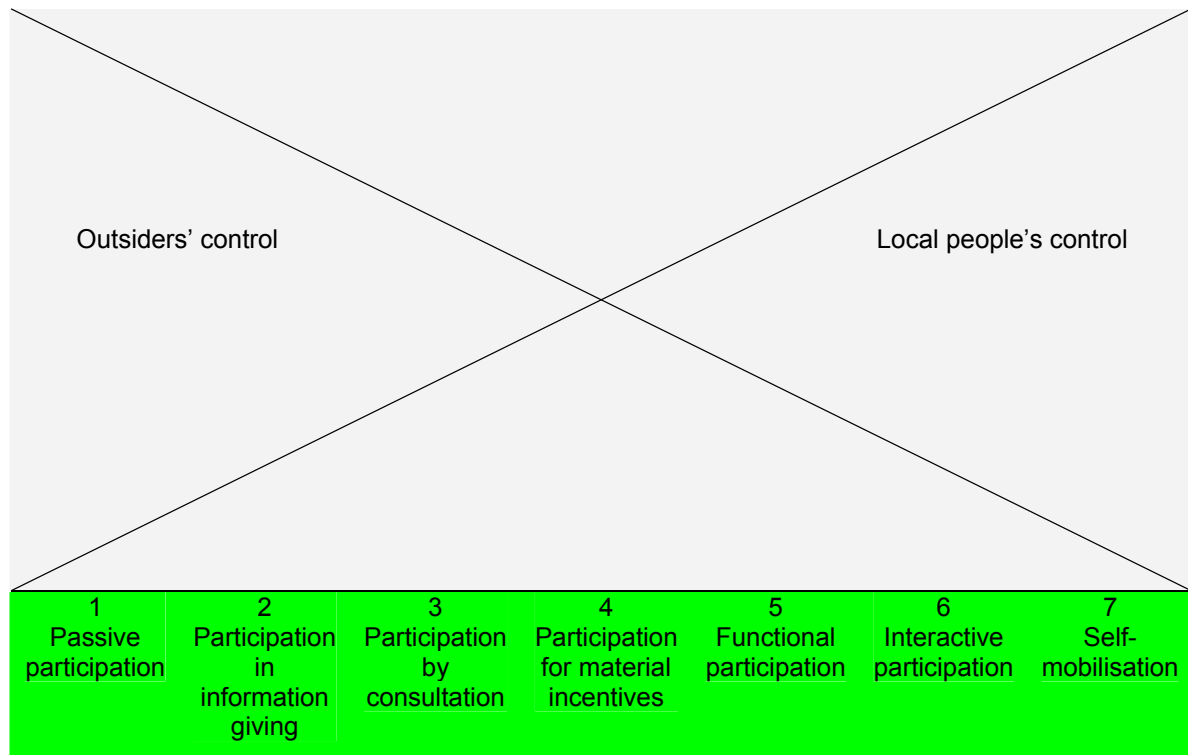 Outsiders’ control
Local people’s control
1
Passive
participation
2
Participation
in
information
giving
3
Participation
by
consultation
4
Participation
for material
incentives
5
Functional
participation
6
Interactive
participation
7
Self-
mobilisation